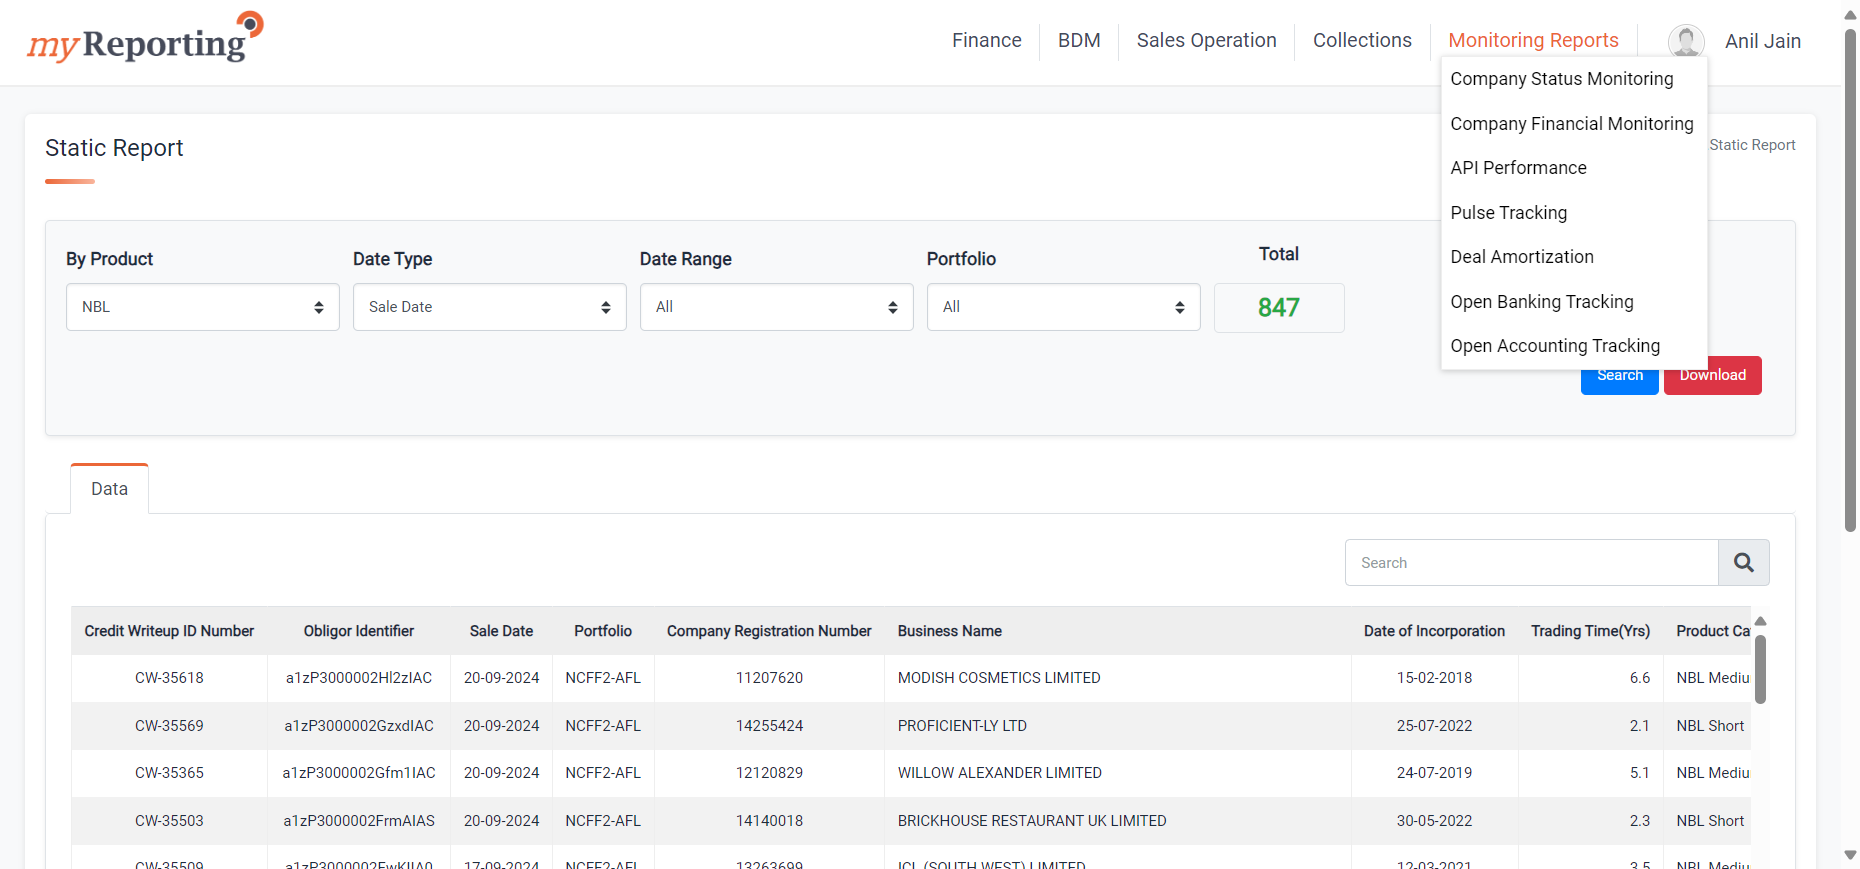 myReporting
Finance BDM Sales Operation Collections Monitoring Reports Anil Jain
Company Status Monitoring
Company Financial Monitoring
API Performance
Pulse Tracking
Deal Amortization
Open Banking Tracking
Open Accounting Tracking
Static Report
Static Report
By Product Date Type Date Range Portfolio Total
NBL Sale Date All All 847
Search Download
Data
Search
Credit Writeup ID Number Obligor Identifier Sale Date Portfolio Company Registration Number Business Name Date of Incorporation Trading Time(Yrs) Product Ca
CW-35618 a1zP3000002Hl2zIAC 20-09-2024 NCFF2-AFL 11207620 MODISH COSMETICS LIMITED 15-02-2018 6.6 NBL Mediu
CW-35569 a1zP3000002GzxdIAC 20-09-2024 NCFF2-AFL 14255424 PROFICIENT-LY LTD 25-07-2022 2.1 NBL Short
CW-35365 a1zP3000002Gfm1IAC 20-09-2024 NCFF2-AFL 12120829 WILLOW ALEXANDER LIMITED 24-07-2019 5.1 NBL Mediu
CW-35503 a1zP3000002FrmAIAS 20-09-2024 NCFF2-AFL 14140018 BRICKHOUSE RESTAURANT UK LIMITED 30-05-2022 2.3 NBL Short
CW-35509 17-09-2024 NCFF2-AFL 13263699 ICL (SOUTH WEST) LIMITED 12-03-2021 3.5 NBL Mediu